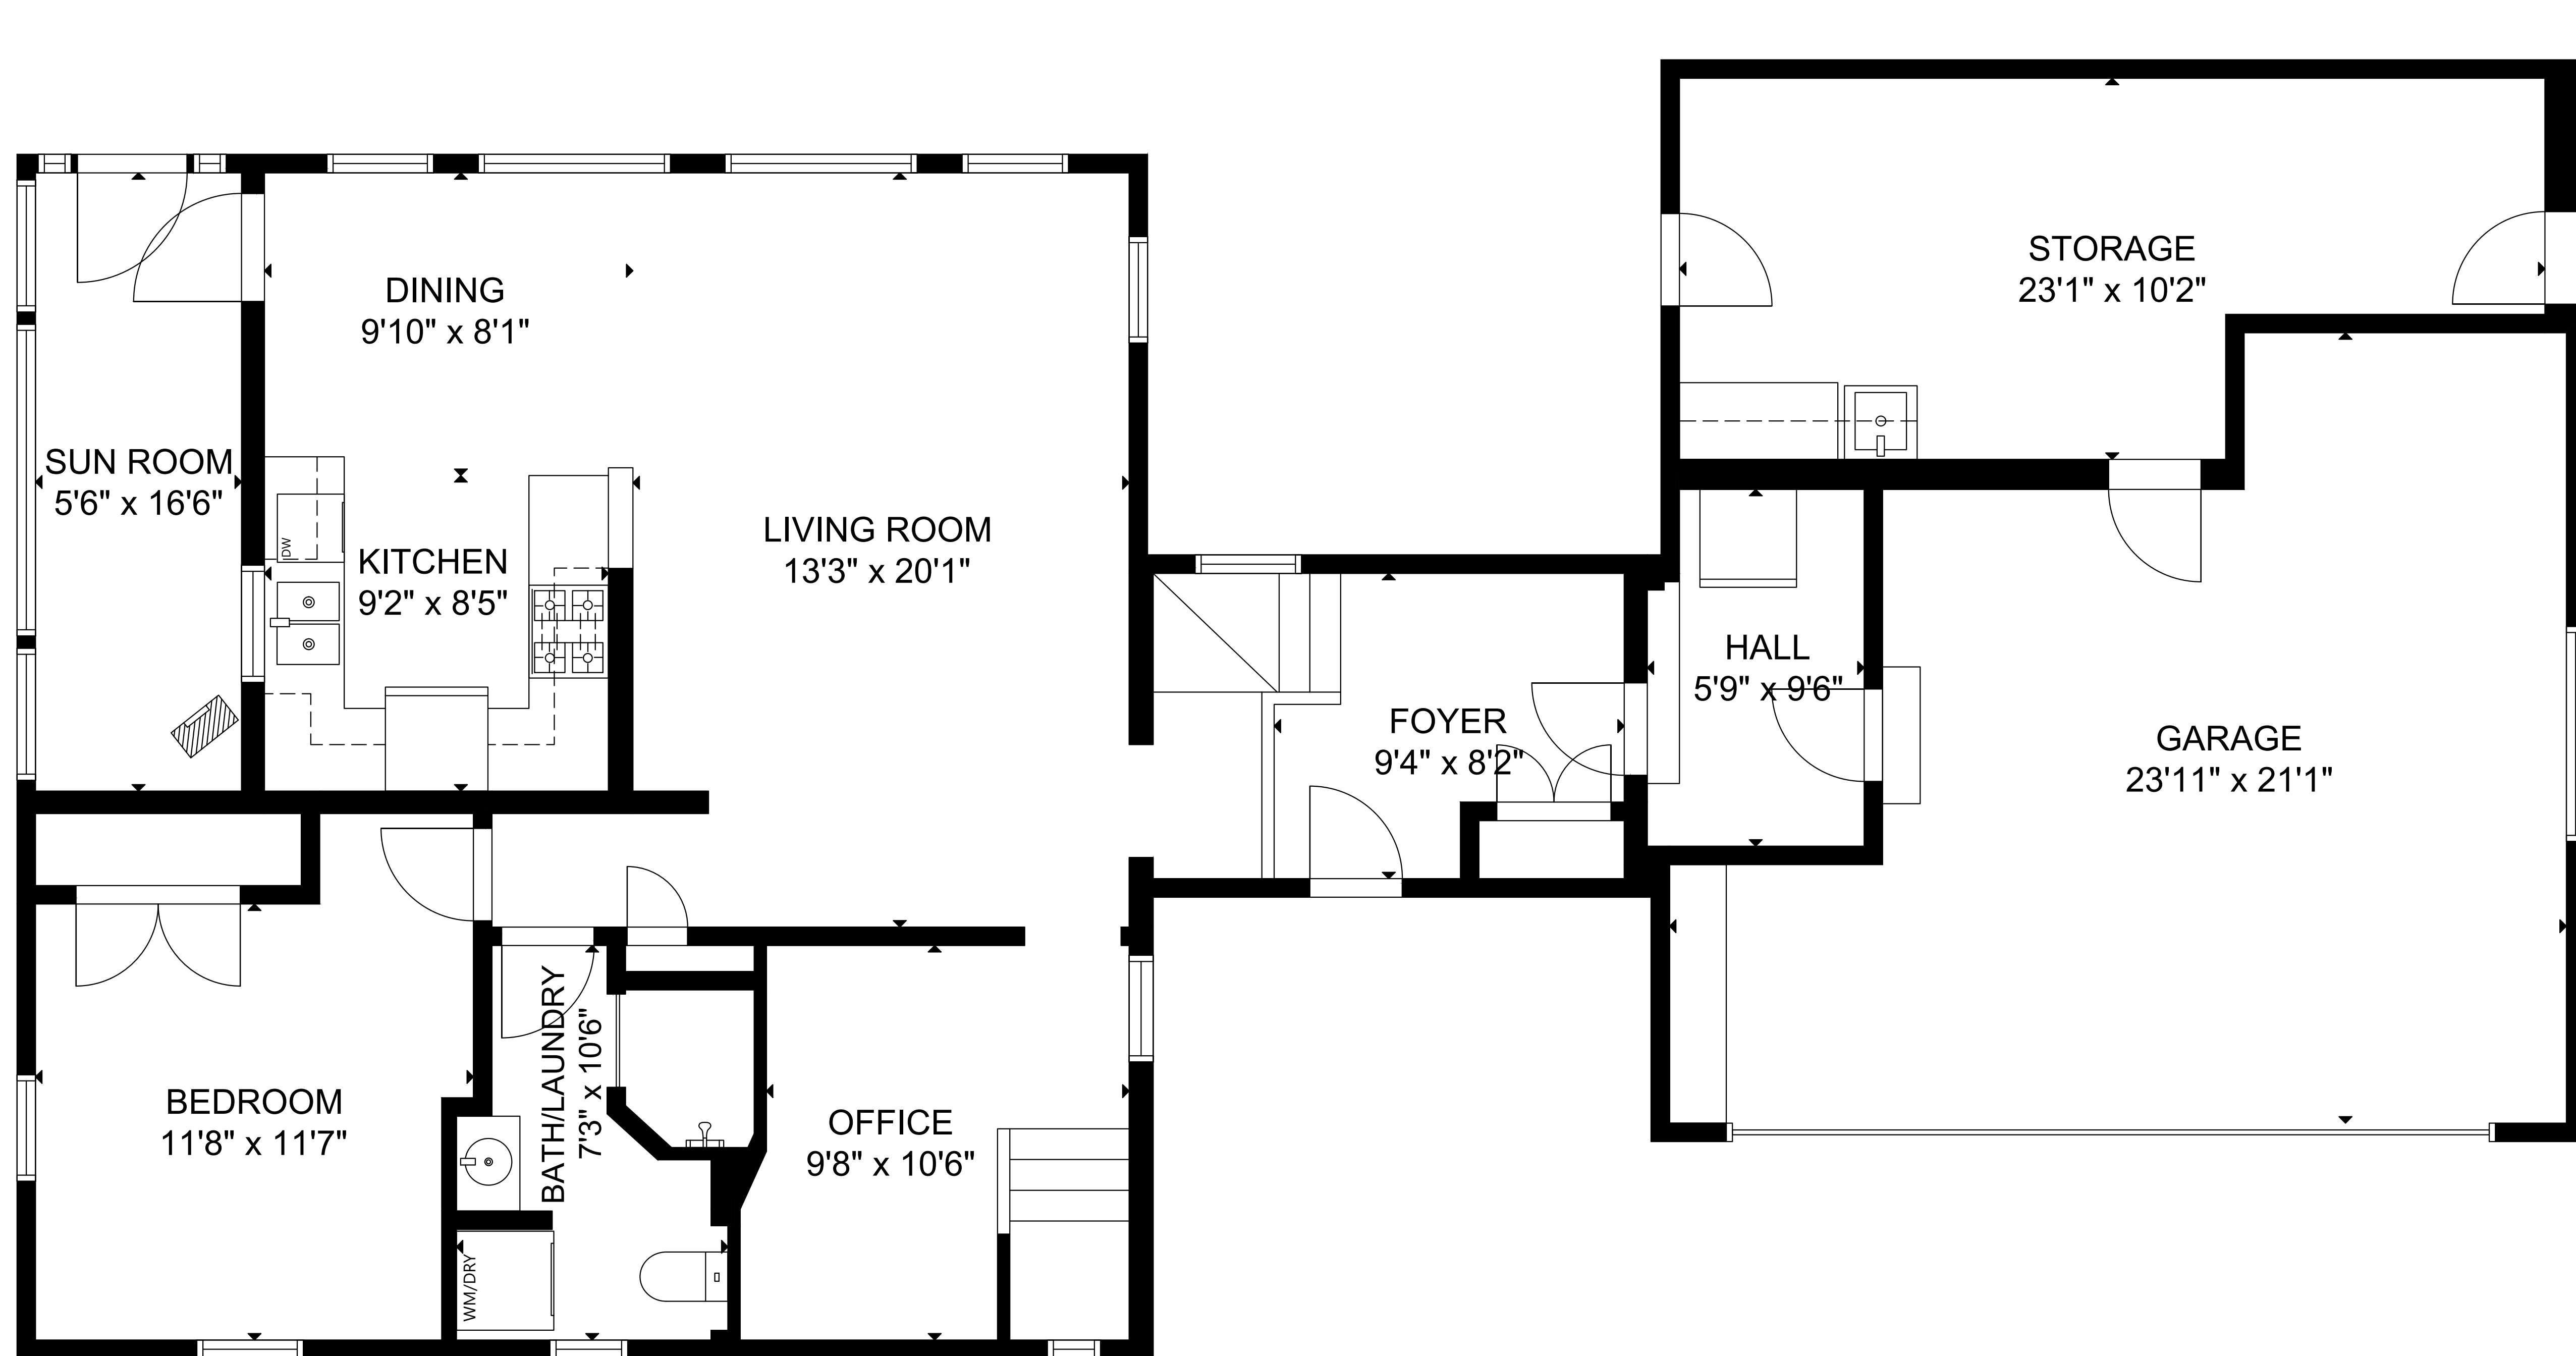 STORAGE
23'1" x 10'2"
DINING
9'10" x 8'1"
SUN ROOM
5'6" x 16'6"
DW
KITCHEN
9'2" x 8'5"
LIVING ROOM
13'3" x 20'1"
HALL
5'9" x 9'6"
FOYER
9'4" x 8'2"
GARAGE
23'11" x 21'1"
BEDROOM
11'8" x 11'7"
BATH/LAUNDRY
7'3" x 10'6"
OFFICE
9'8" x 10'6"
WM/DRY